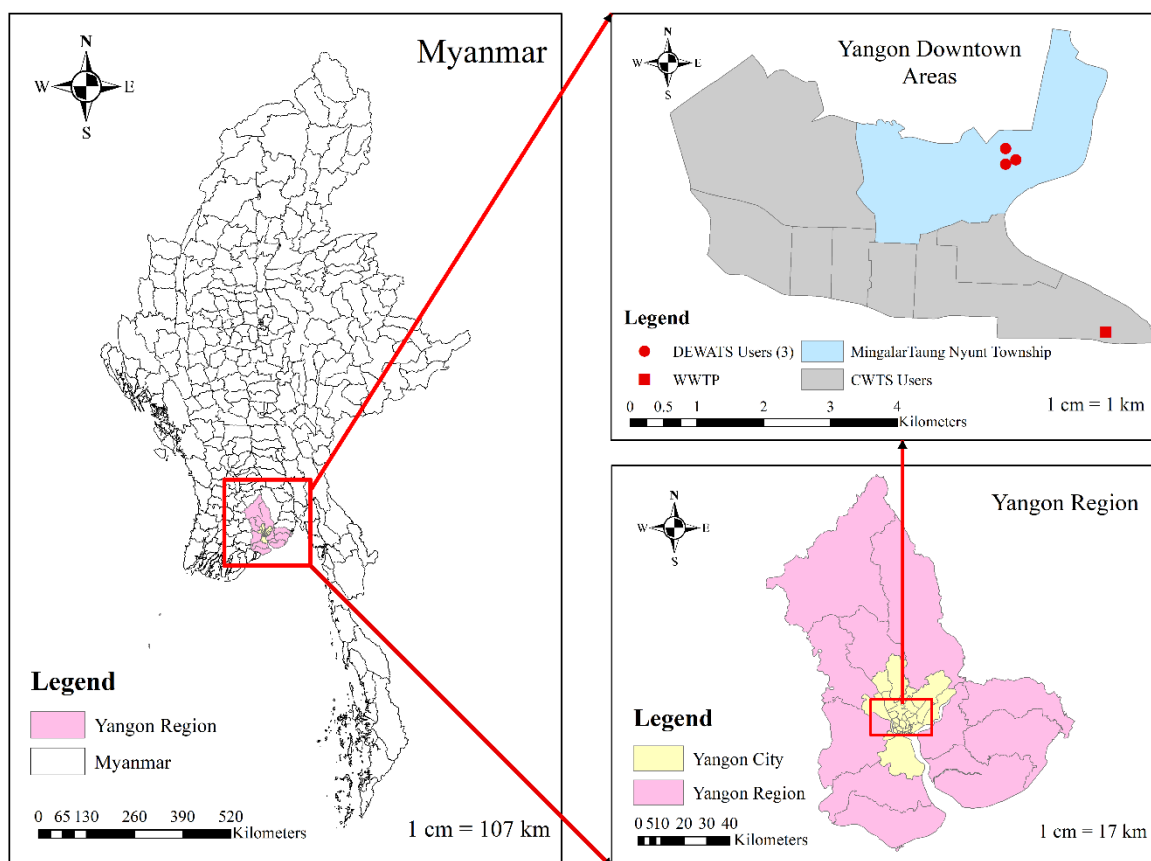 Myanmar
N
W E
S
Legend
Yangon Region
Myanmar
0 65 130 260 390 520
Kilometers
1 cm = 107 km
Yangon Downtown
Areas
N
W E
S
Legend
DEWATS Users (3)
MingalarTaung Nyunt Township
WWTP
CWTS Users
0 0.5 1 2 3 4
Kilometers
1 cm = 1 km
Yangon Region
N
W E
S
Legend
Yangon City
Yangon Region
0 5 10 20 30 40
Kilometers
1 cm = 17 km